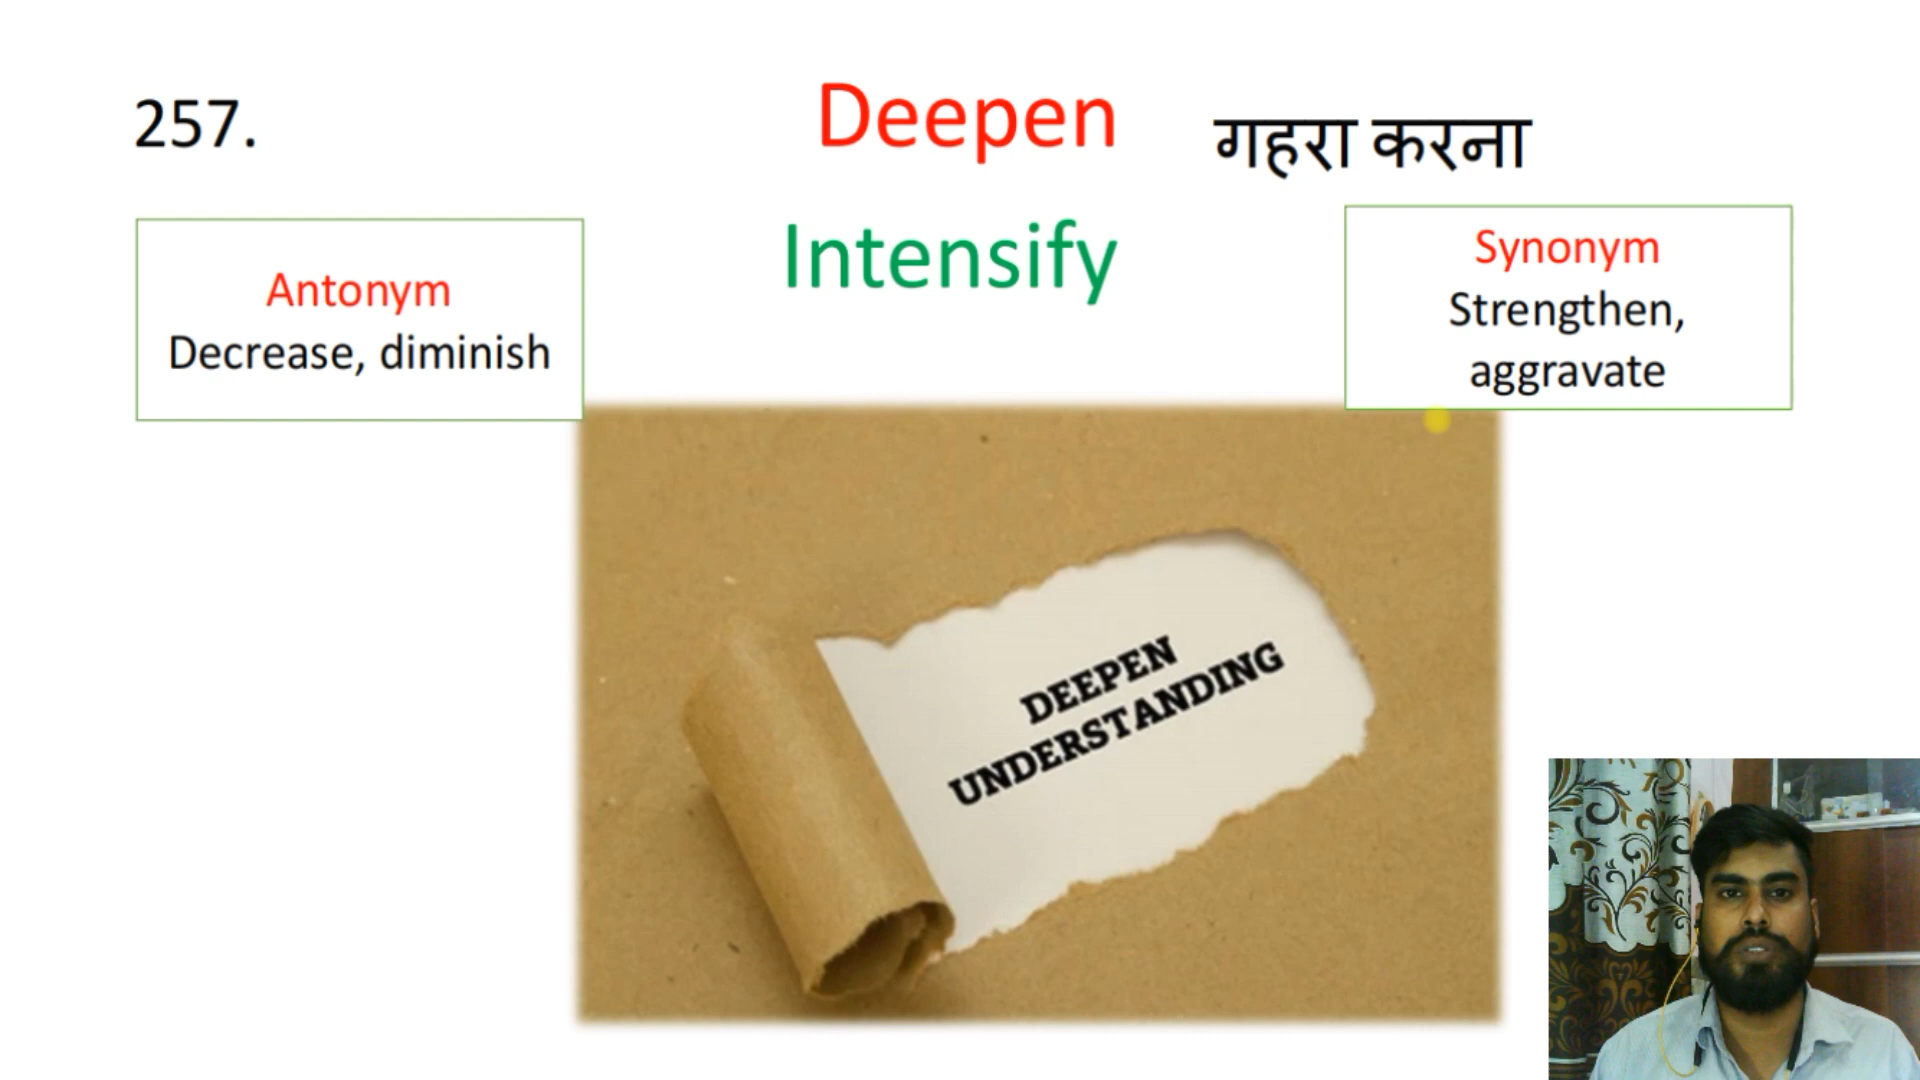 257.
Deepen
गहरा करना
Intensify
Antonym
Decrease, diminish
Synonym
Strengthen,
aggravate
DEEPEN
UNDERSTANDING